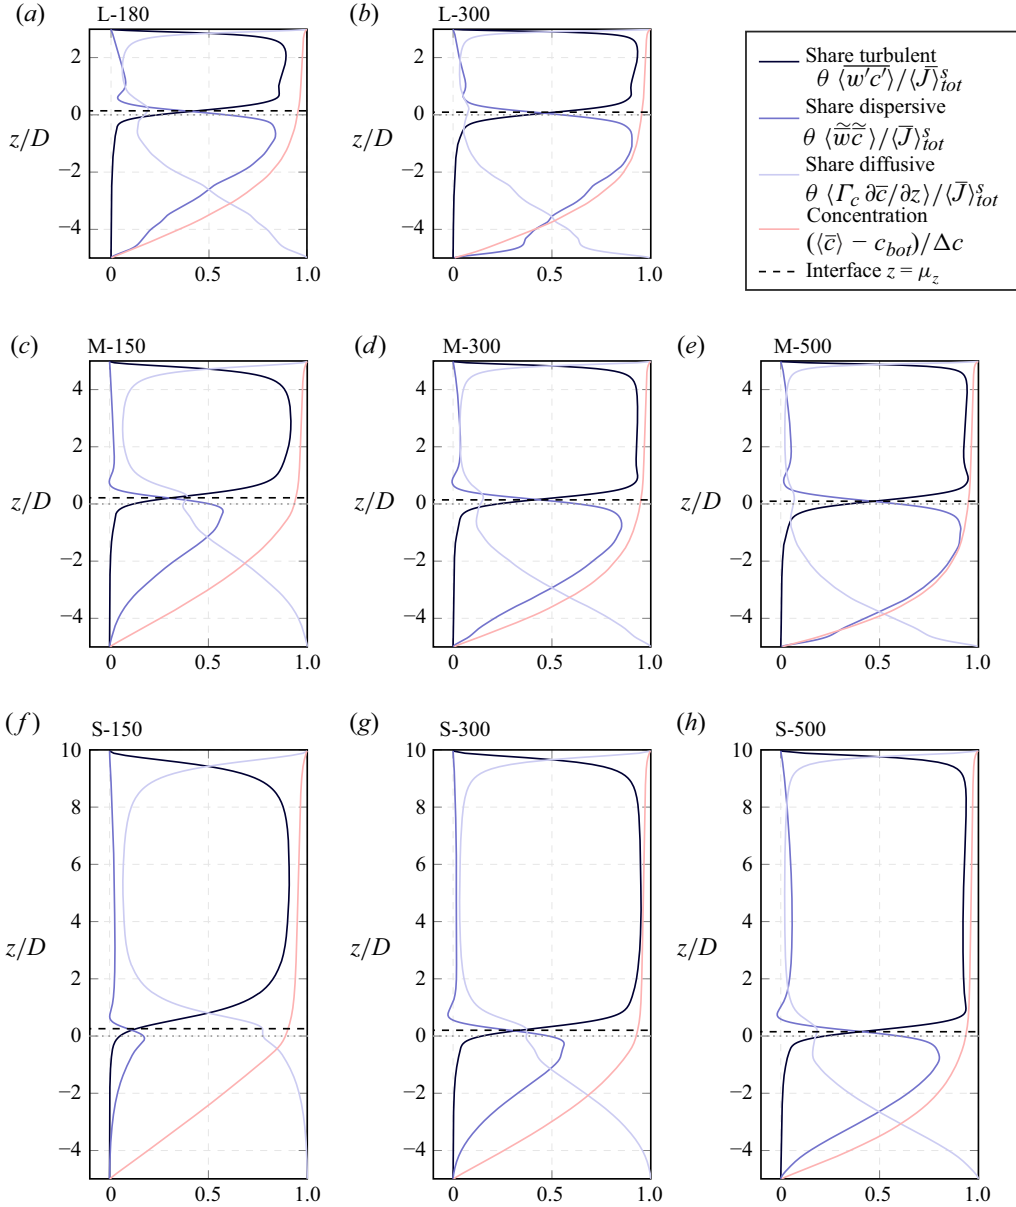 (a) L-180
(b) L-300
2
0
−2
−4
z/D
0 0.5 1.0
0 0.5 1.0
Share turbulent
θ ⟨w′c′⟩/⟨J̄⟩ˢ_tot
Share dispersive
θ ⟨w̿̃ c̿̃⟩/⟨J̄⟩ˢ_tot
Share diffusive
θ ⟨Γ_c ∂c̄/∂z⟩/⟨J̄⟩ˢ_tot
Concentration
(⟨c̄⟩ − c_bot)/Δc
Interface z = μ_z
(c) M-150
(d) M-300
(e) M-500
4
2
0
−2
−4
z/D
0 0.5 1.0
4
2
0
−2
−4
z/D
0 0.5 1.0
4
2
0
−2
−4
z/D
0 0.5 1.0
(f) S-150
(g) S-300
(h) S-500
10
8
6
4
2
0
−2
−4
z/D
0 0.5 1.0
10
8
6
4
2
0
−2
−4
z/D
0 0.5 1.0
10
8
6
4
2
0
−2
−4
z/D
0 0.5 1.0
2
0
−2
−4
z/D